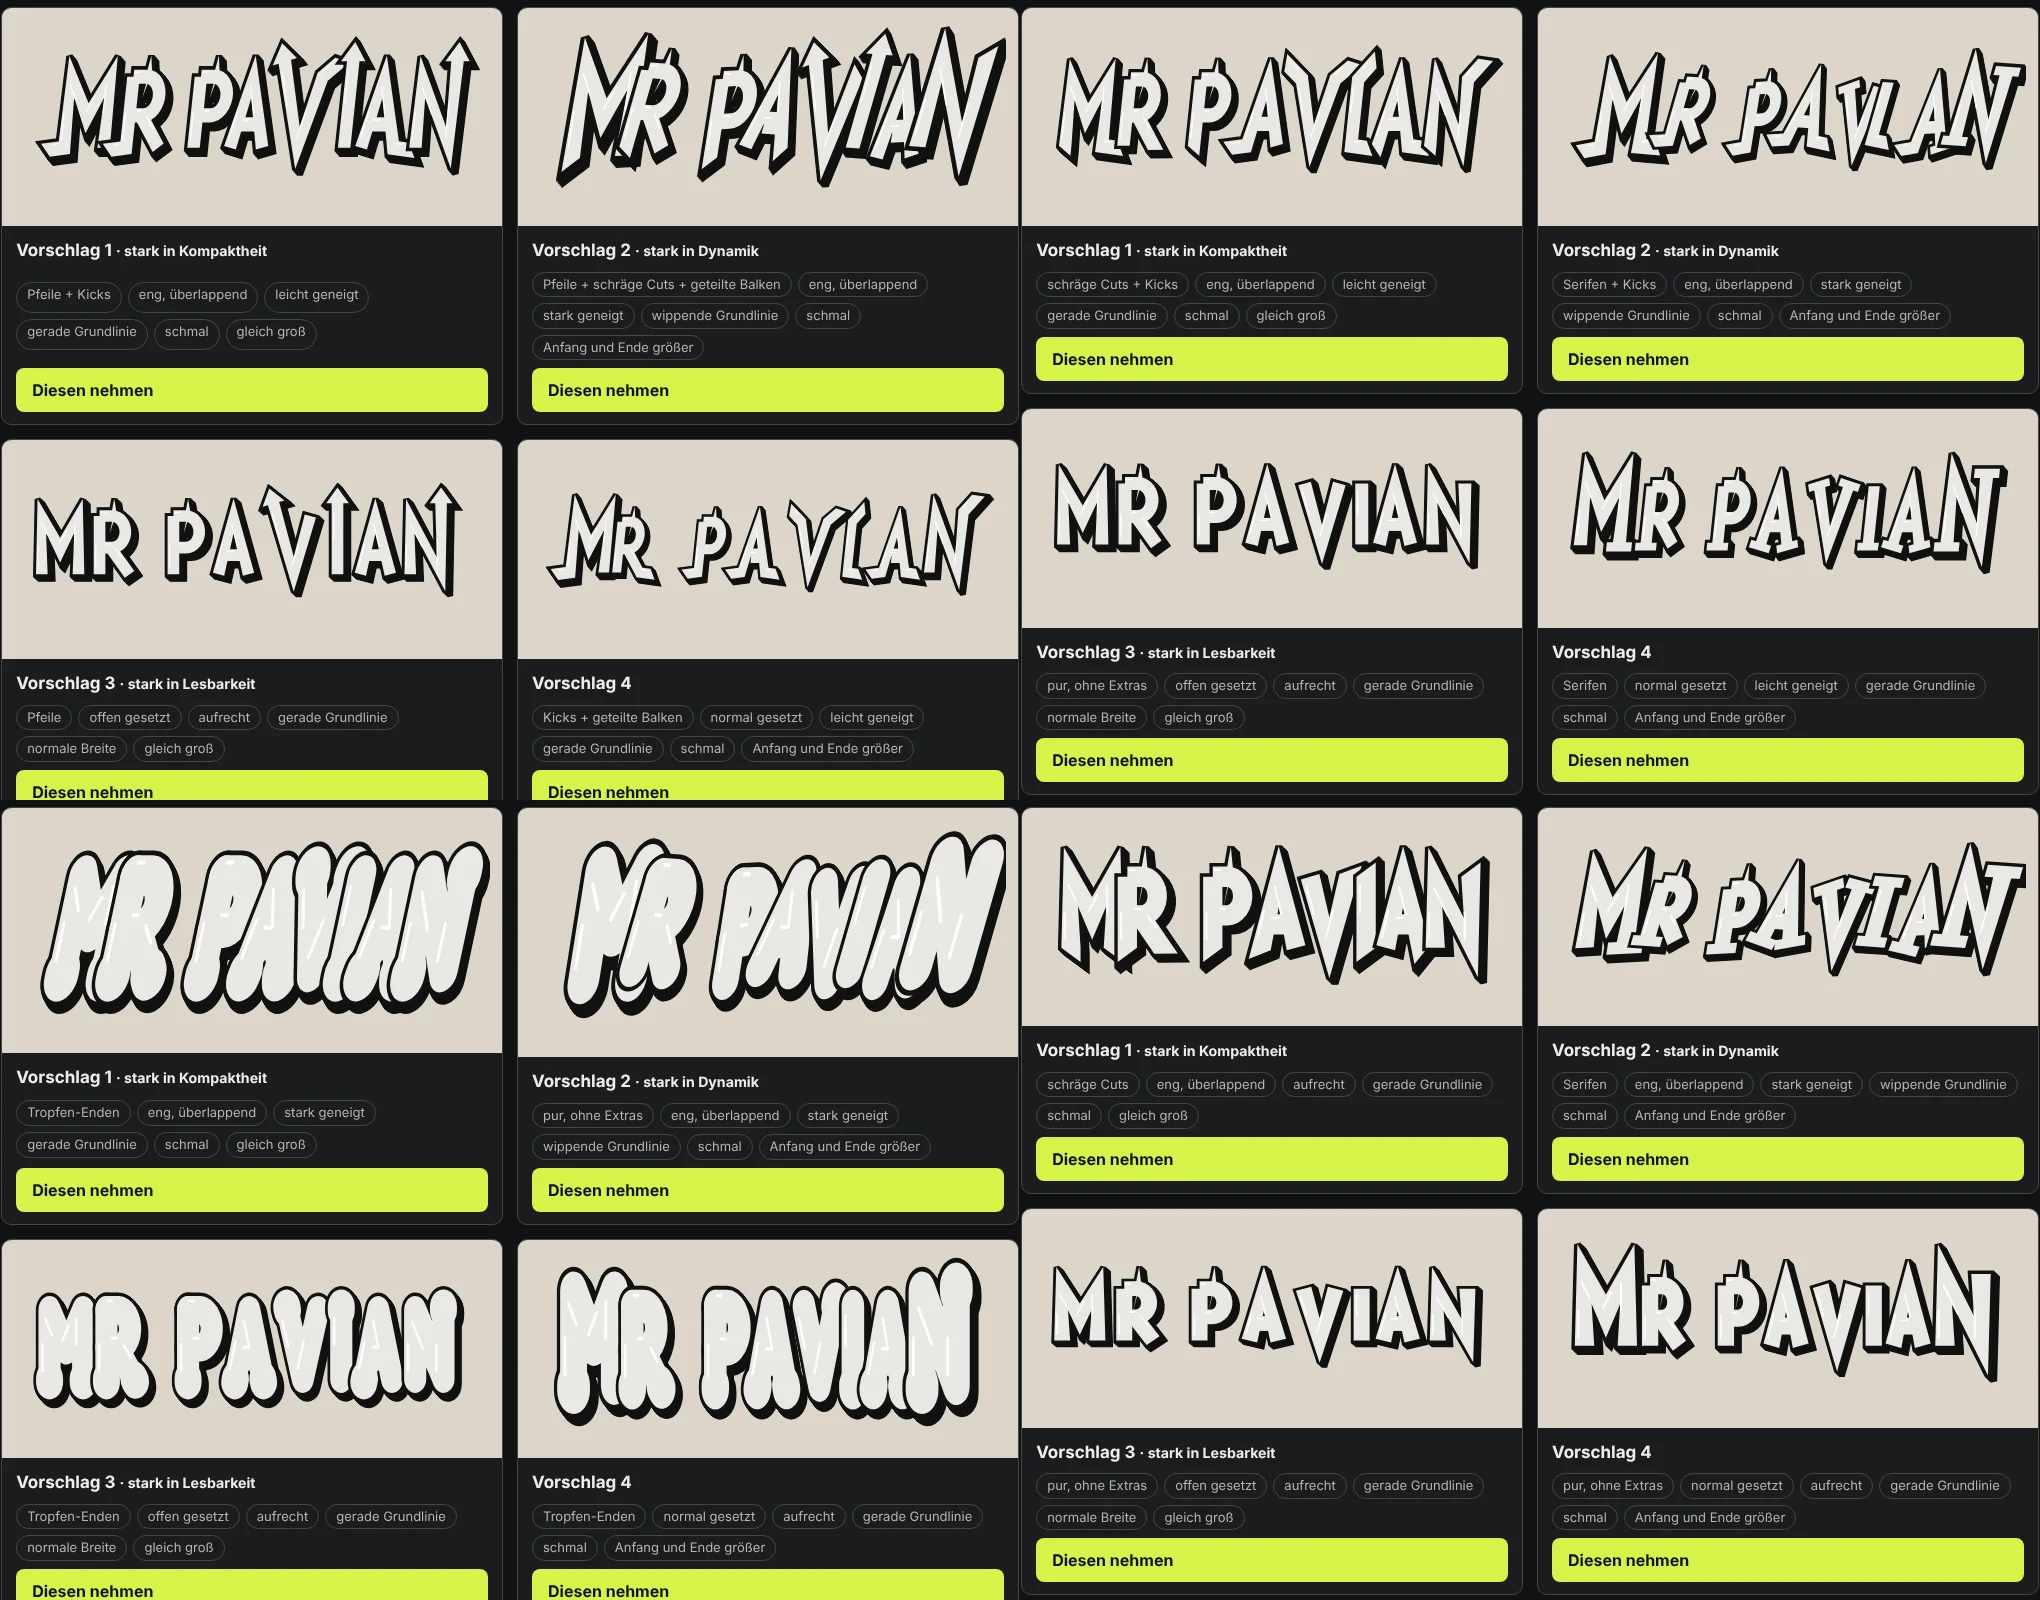 MR PAVIAN
Vorschlag 1 · stark in Kompaktheit
Pfeile + Kicks
eng, überlappend
leicht geneigt
gerade Grundlinie
schmal
gleich groß
Diesen nehmen
MR PAVIAN
Vorschlag 2 · stark in Dynamik
Pfeile + schräge Cuts + geteilte Balken
eng, überlappend
stark geneigt
wippende Grundlinie
schmal
Anfang und Ende größer
Diesen nehmen
MR PAVIAN
Vorschlag 1 · stark in Kompaktheit
schräge Cuts + Kicks
eng, überlappend
leicht geneigt
gerade Grundlinie
schmal
gleich groß
Diesen nehmen
MR PAVIAN
Vorschlag 2 · stark in Dynamik
Serifen + Kicks
eng, überlappend
stark geneigt
wippende Grundlinie
schmal
Anfang und Ende größer
Diesen nehmen
MR PAVIAN
Vorschlag 3 · stark in Lesbarkeit
Pfeile
offen gesetzt
aufrecht
gerade Grundlinie
normale Breite
gleich groß
Diesen nehmen
MR PAVIAN
Vorschlag 4
Kicks + geteilte Balken
normal gesetzt
leicht geneigt
gerade Grundlinie
schmal
Anfang und Ende größer
Diesen nehmen
MR PAVIAN
Vorschlag 3 · stark in Lesbarkeit
pur, ohne Extras
offen gesetzt
aufrecht
gerade Grundlinie
normale Breite
gleich groß
Diesen nehmen
MR PAVIAN
Vorschlag 4
Serifen
normal gesetzt
leicht geneigt
gerade Grundlinie
schmal
Anfang und Ende größer
Diesen nehmen
MR PAVIAN
Vorschlag 1 · stark in Kompaktheit
Tropfen-Enden
eng, überlappend
stark geneigt
gerade Grundlinie
schmal
gleich groß
Diesen nehmen
MR PAVIAN
Vorschlag 2 · stark in Dynamik
pur, ohne Extras
eng, überlappend
stark geneigt
wippende Grundlinie
schmal
Anfang und Ende größer
Diesen nehmen
MR PAVIAN
Vorschlag 1 · stark in Kompaktheit
schräge Cuts
eng, überlappend
aufrecht
gerade Grundlinie
schmal
gleich groß
Diesen nehmen
MR PAVIAN
Vorschlag 2 · stark in Dynamik
Serifen
eng, überlappend
stark geneigt
wippende Grundlinie
schmal
Anfang und Ende größer
Diesen nehmen
MR PAVIAN
Vorschlag 3 · stark in Lesbarkeit
Tropfen-Enden
offen gesetzt
aufrecht
gerade Grundlinie
normale Breite
gleich groß
Diesen nehmen
MR PAVIAN
Vorschlag 4
Tropfen-Enden
normal gesetzt
aufrecht
gerade Grundlinie
schmal
Anfang und Ende größer
Diesen nehmen
MR PAVIAN
Vorschlag 3 · stark in Lesbarkeit
pur, ohne Extras
offen gesetzt
aufrecht
gerade Grundlinie
normale Breite
gleich groß
Diesen nehmen
MR PAVIAN
Vorschlag 4
pur, ohne Extras
normal gesetzt
aufrecht
gerade Grundlinie
schmal
Anfang und Ende größer
Diesen nehmen